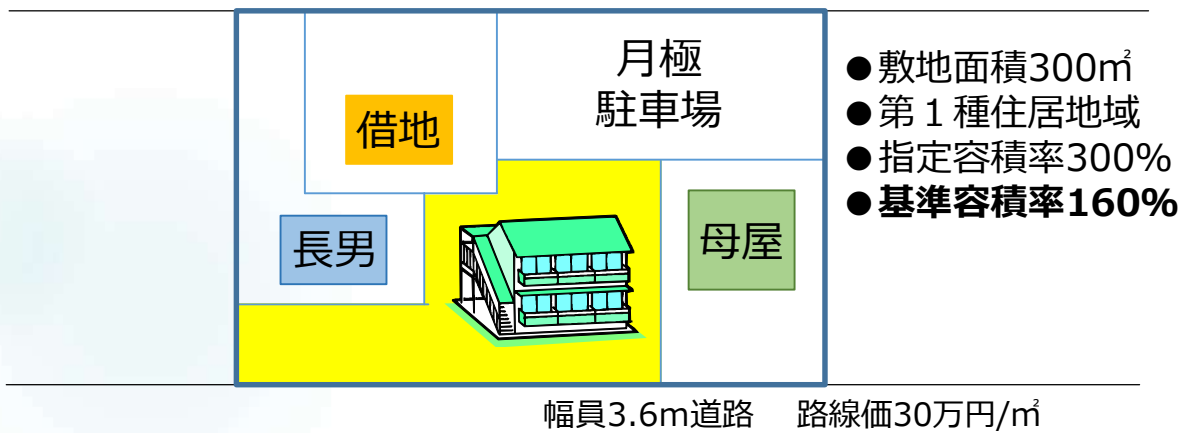 月極
駐車場
借地
長男
母屋
●敷地面積300㎡
●第１種住居地域
●指定容積率300%
●基準容積率160%
幅員3.6m道路　路線価30万円/㎡